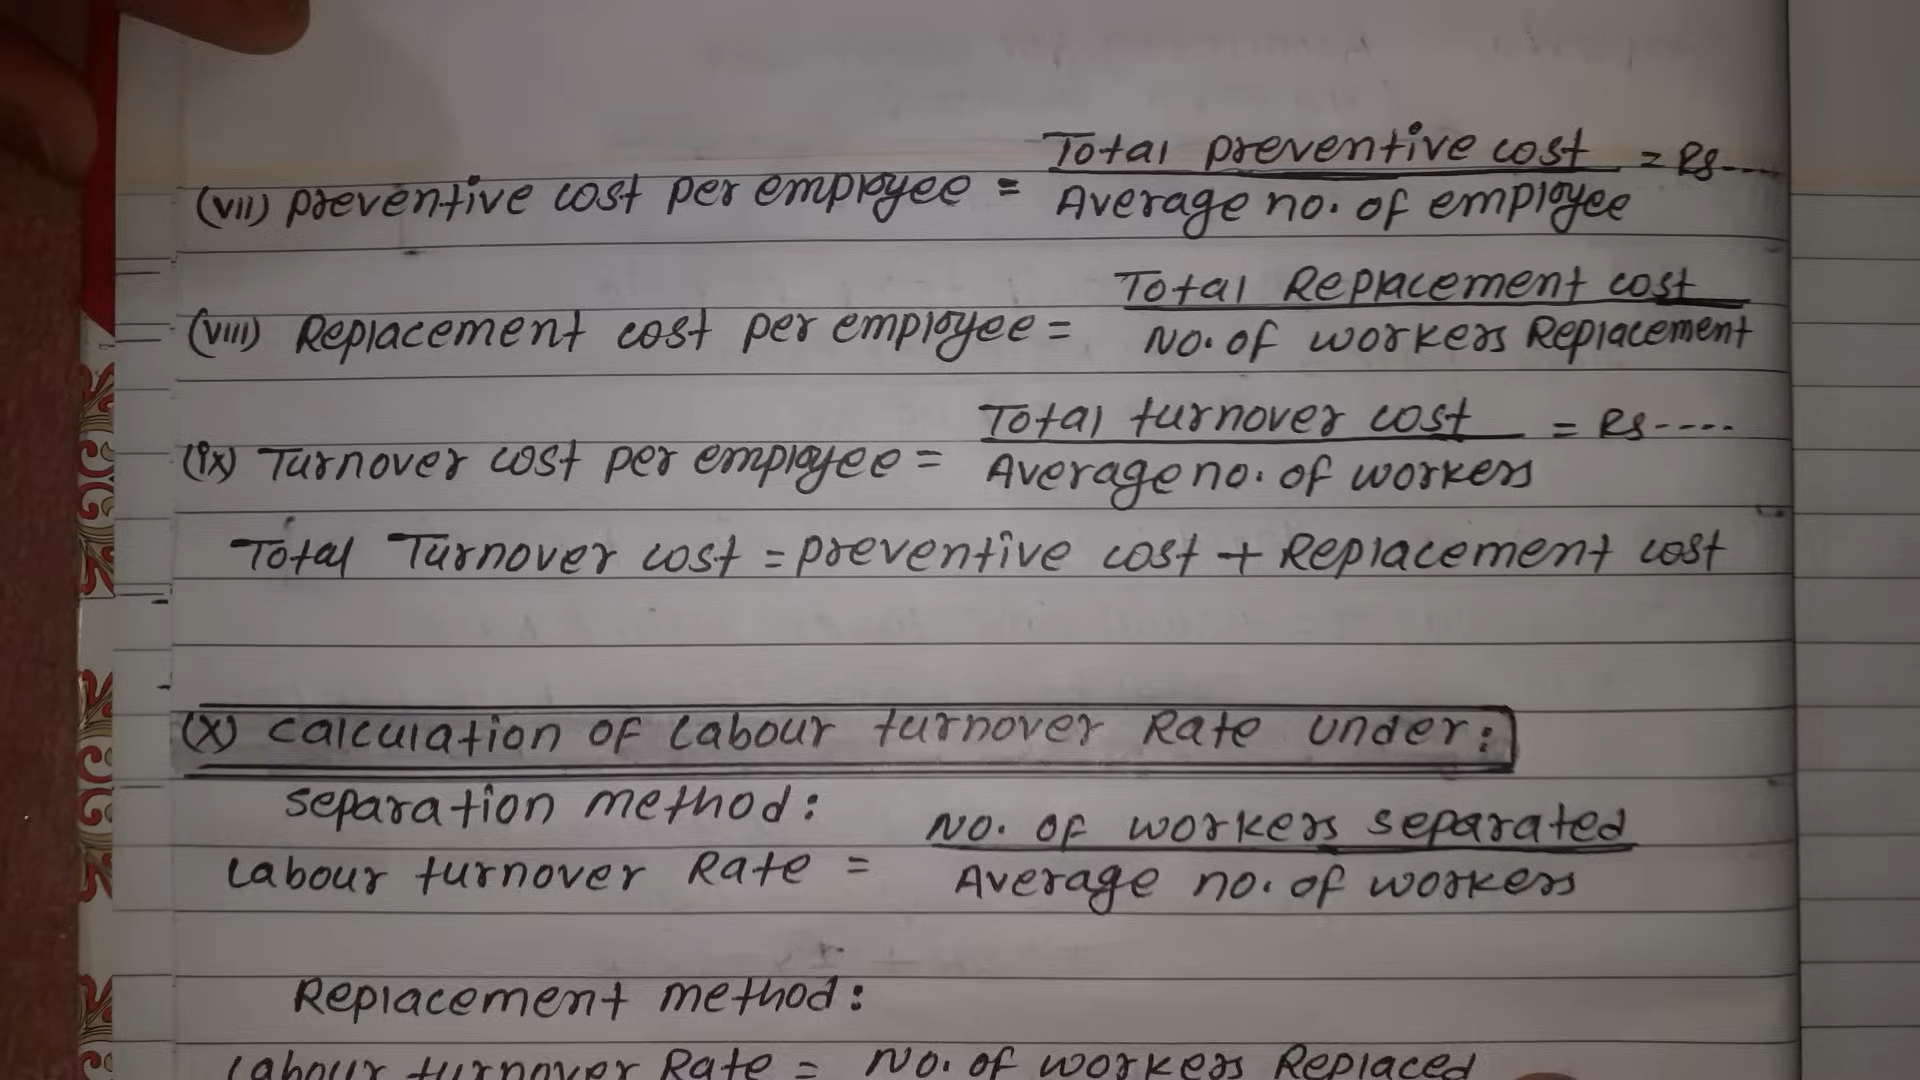 Total preventive cost = Rs----
(vii) preventive cost per employee = Average no. of employee
Total Replacement cost
(viii) Replacement cost per employee = No. of workers Replacement
Total turnover cost = Rs----
(ix) Turnover cost per employee = Average no. of workers
Total Turnover cost = preventive cost + Replacement cost
(x) calculation of Labour turnover Rate under:
separation method:
No. of workers separated
Labour turnover Rate =
Average no. of workers
Replacement method:
Labour turnover Rate = No. of workers Replaced